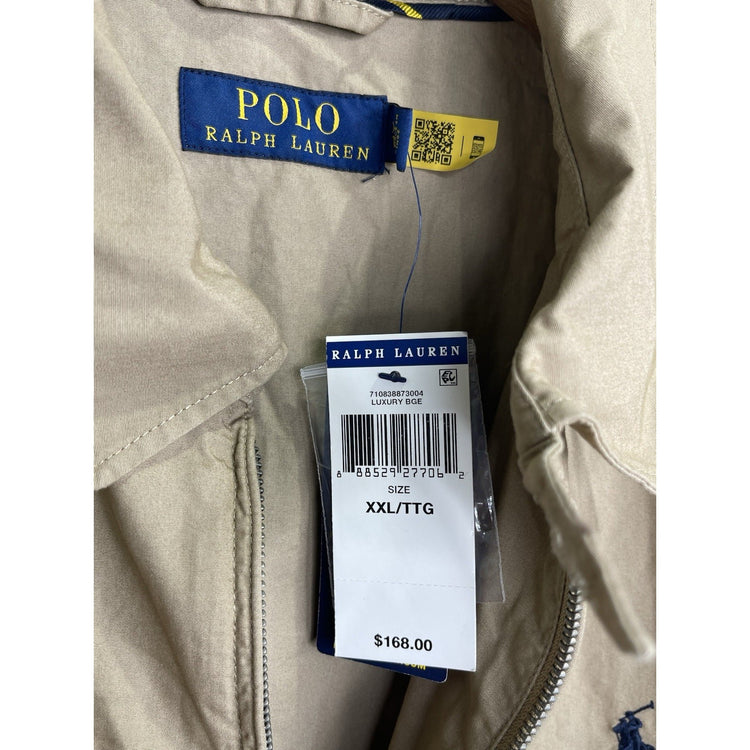 POLO
RALPH LAUREN
RALPH LAUREN
710838873004
LUXURY BGE
8 88529 27706 2
SIZE
XXL/TTG
$168.00